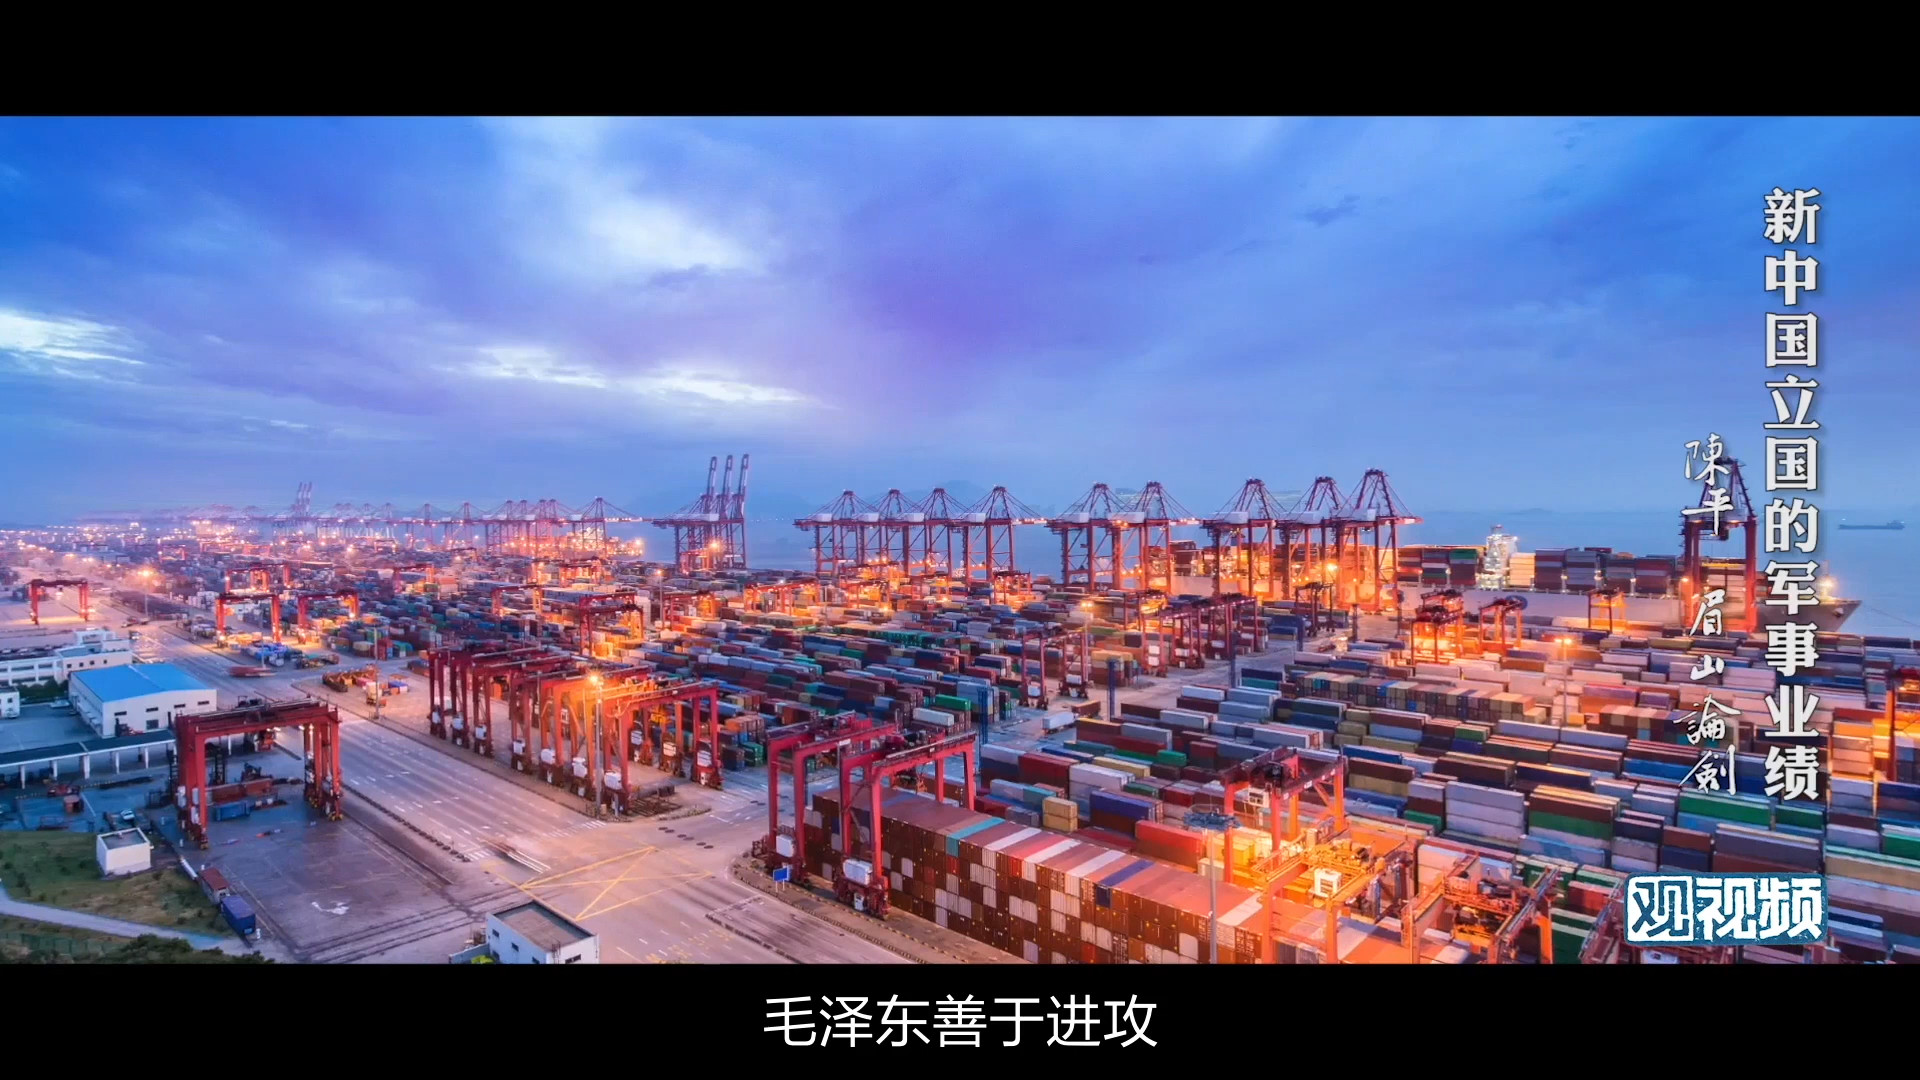 新中国立国的军事业绩
陳平 眉山論劍
观视频
毛泽东善于进攻